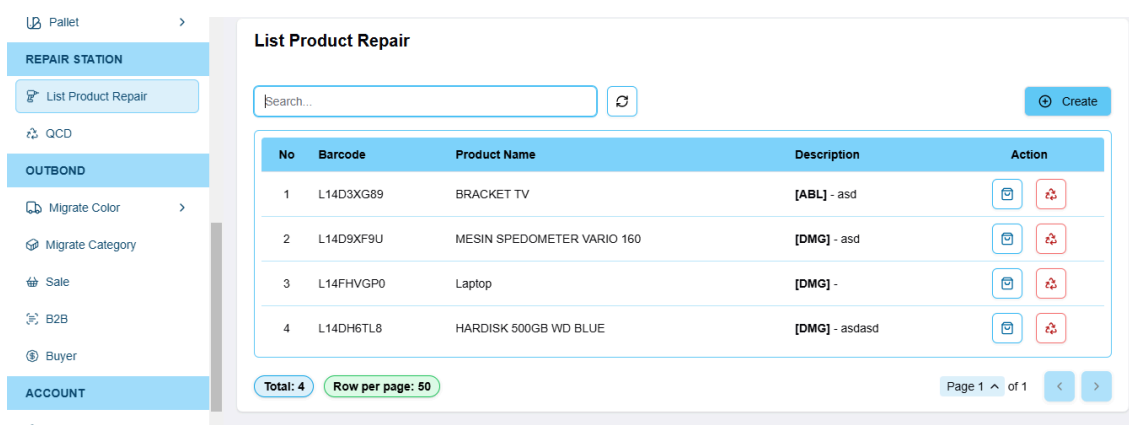 Pallet
REPAIR STATION
List Product Repair
QCD
OUTBOND
Migrate Color
Migrate Category
Sale
B2B
Buyer
ACCOUNT
List Product Repair
Search...
Create
No Barcode Product Name Description Action
1 L14D3XG89 BRACKET TV [ABL] - asd
2 L14D9XF9U MESIN SPEDOMETER VARIO 160 [DMG] - asd
3 L14FHVGP0 Laptop [DMG] -
4 L14DH6TL8 HARDISK 500GB WD BLUE [DMG] - asdasd
Total: 4 Row per page: 50 Page 1 of 1